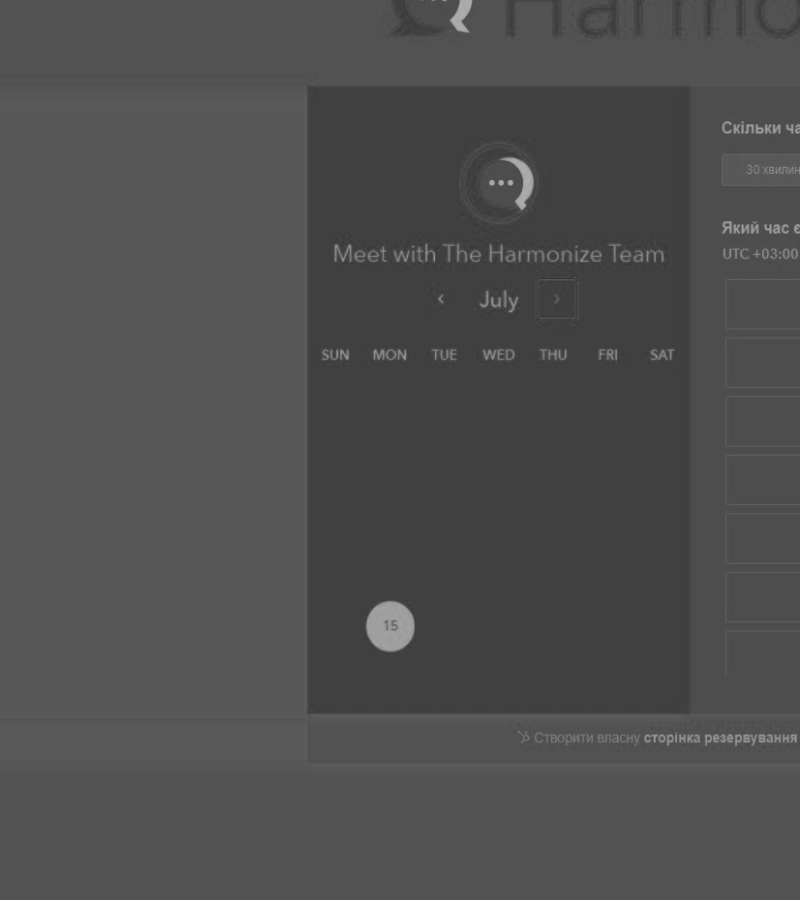 Harmo
Meet with The Harmonize Team
July
SUN MON TUE WED THU FRI SAT
15
Скільки ча
30 хвилин
Який час є
UTC +03:00
Створити власну сторінка резервування